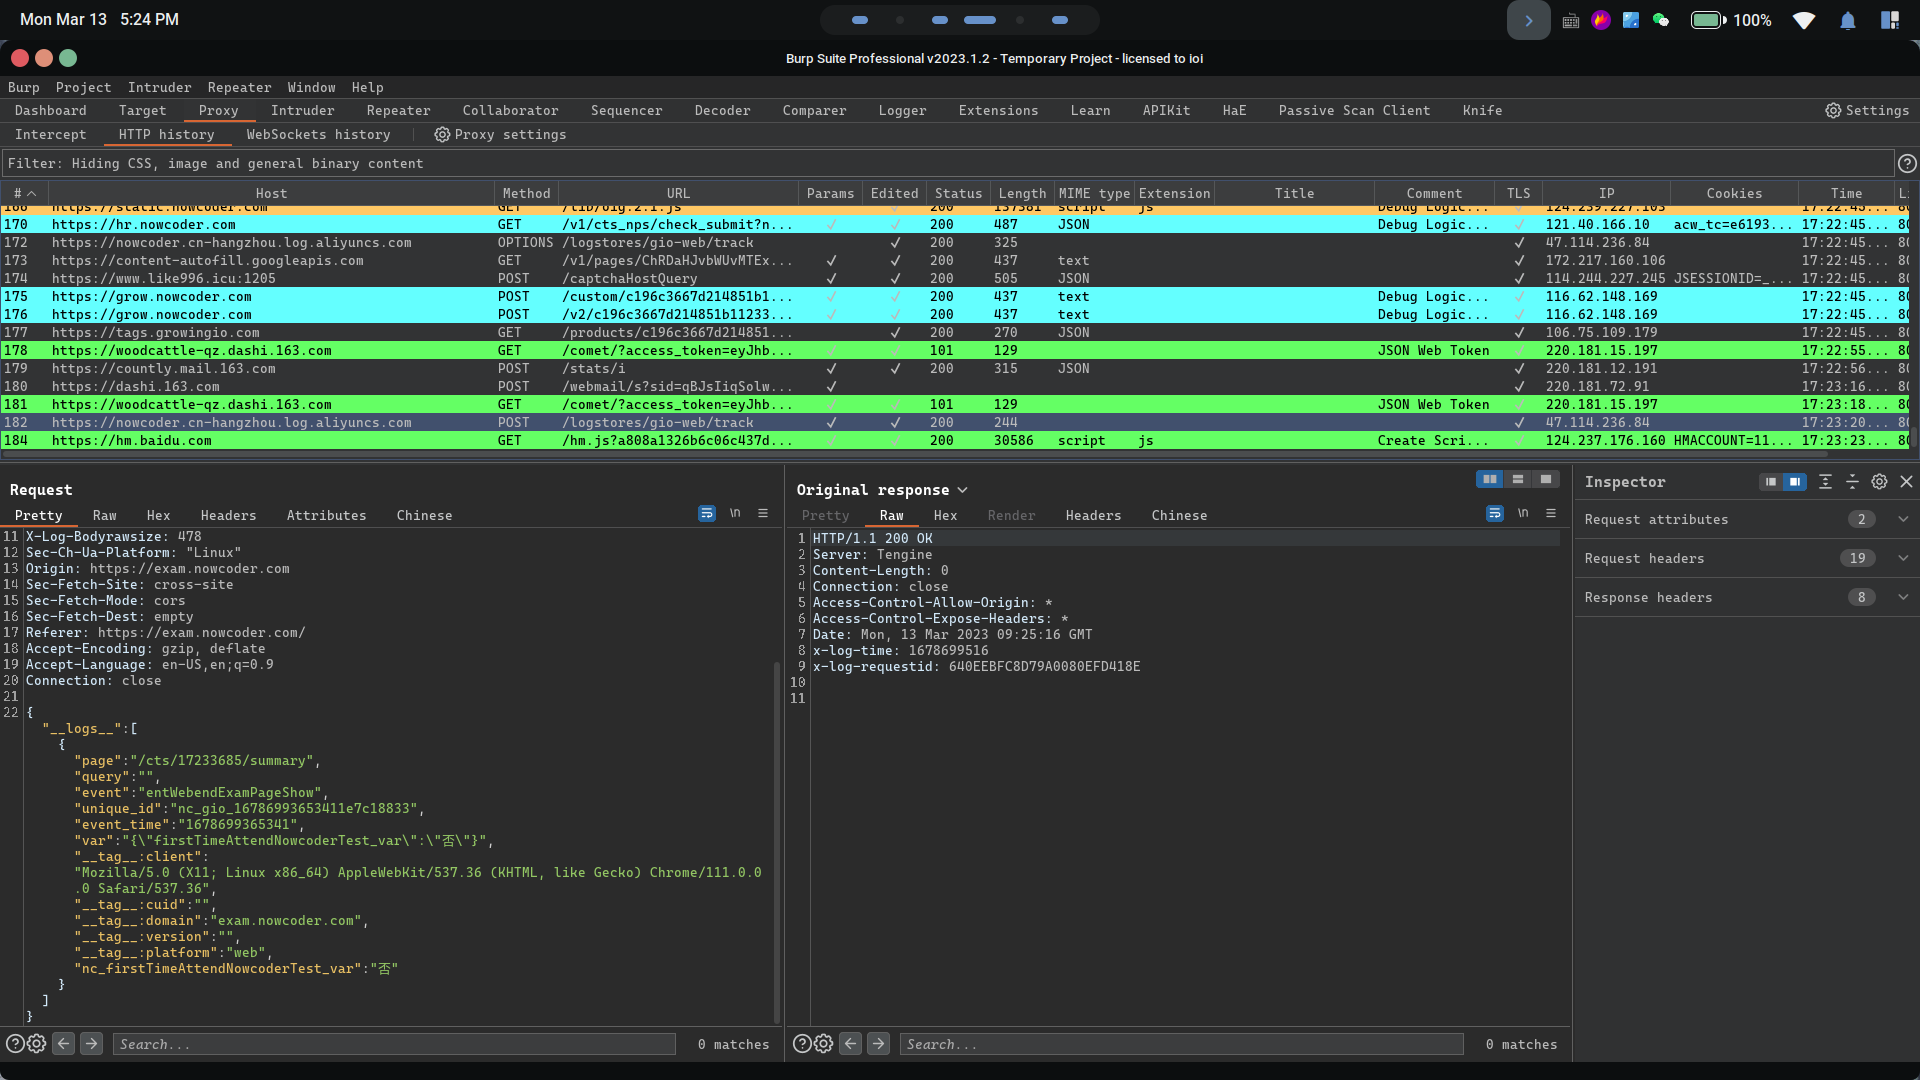 Mon Mar 13 5:24 PM
100%
Burp Suite Professional v2023.1.2 - Temporary Project - licensed to ioi
Burp Project Intruder Repeater Window Help
Dashboard Target Proxy Intruder Repeater Collaborator Sequencer Decoder Comparer Logger Extensions Learn APIKit HaE Passive Scan Client Knife Settings
Intercept HTTP history WebSockets history Proxy settings
Filter: Hiding CSS, image and general binary content
# Host Method URL Params Edited Status Length MIME type Extension Title Comment TLS IP Cookies Time
170 https://hr.nowcoder.com GET /v1/cts_nps/check_submit?n... ✓ ✓ 200 487 JSON Debug Logic... ✓ 121.40.166.10 acw_tc=e6193... 17:22:45...
172 https://nowcoder.cn-hangzhou.log.aliyuncs.com OPTIONS /logstores/gio-web/track ✓ 200 325 ✓ 47.114.236.84 17:22:45...
173 https://content-autofill.googleapis.com GET /v1/pages/ChRDaHJvbWUvMTEx... ✓ ✓ 200 437 text ✓ 172.217.160.106 17:22:45...
174 https://www.like996.icu:1205 POST /captchaHostQuery ✓ ✓ 200 505 JSON ✓ 114.244.227.245 JSESSIONID=_... 17:22:45...
175 https://grow.nowcoder.com POST /custom/c196c3667d214851b1... ✓ ✓ 200 437 text Debug Logic... ✓ 116.62.148.169 17:22:45...
176 https://grow.nowcoder.com POST /v2/c196c3667d214851b11233... ✓ ✓ 200 437 text Debug Logic... ✓ 116.62.148.169 17:22:45...
177 https://tags.growingio.com GET /products/c196c3667d214851... ✓ 200 270 JSON ✓ 106.75.109.179 17:22:45...
178 https://woodcattle-qz.dashi.163.com GET /comet/?access_token=eyJhb... 101 129 JSON Web Token 220.181.15.197 17:22:55...
179 https://countly.mail.163.com POST /stats/i ✓ ✓ 200 315 JSON ✓ 220.181.12.191 17:22:56...
180 https://dashi.163.com POST /webmail/s?sid=qBJsIiqSolw... ✓ ✓ 220.181.72.91 17:23:16...
181 https://woodcattle-qz.dashi.163.com GET /comet/?access_token=eyJhb... 101 129 JSON Web Token 220.181.15.197 17:23:18...
182 https://nowcoder.cn-hangzhou.log.aliyuncs.com POST /logstores/gio-web/track ✓ ✓ 200 244 ✓ 47.114.236.84 17:23:20...
184 https://hm.baidu.com GET /hm.js?a808a1326b6c06c437d... 200 30586 script js Create Scri... 124.237.176.160 HMACCOUNT=11... 17:23:23...
Request
Pretty Raw Hex Headers Attributes Chinese \n
11 X-Log-Bodyrawsize: 478
12 Sec-Ch-Ua-Platform: "Linux"
13 Origin: https://exam.nowcoder.com
14 Sec-Fetch-Site: cross-site
15 Sec-Fetch-Mode: cors
16 Sec-Fetch-Dest: empty
17 Referer: https://exam.nowcoder.com/
18 Accept-Encoding: gzip, deflate
19 Accept-Language: en-US,en;q=0.9
20 Connection: close
21
22 {
"__logs__":[
{
"page":"/cts/17233685/summary",
"query":"",
"event":"entWebendExamPageShow",
"unique_id":"nc_gio_16786993653411e7c18833",
"event_time":"1678699365341",
"var":"{\"firstTimeAttendNowcoderTest_var\":\"否\"}",
"__tag__:client":
"Mozilla/5.0 (X11; Linux x86_64) AppleWebKit/537.36 (KHTML, like Gecko) Chrome/111.0.0
.0 Safari/537.36",
"__tag__:cuid":"",
"__tag__:domain":"exam.nowcoder.com",
"__tag__:version":"",
"__tag__:platform":"web",
"nc_firstTimeAttendNowcoderTest_var":"否"
}
]
}
Search... 0 matches
Original response
Pretty Raw Hex Render Headers Chinese \n
1 HTTP/1.1 200 OK
2 Server: Tengine
3 Content-Length: 0
4 Connection: close
5 Access-Control-Allow-Origin: *
6 Access-Control-Expose-Headers: *
7 Date: Mon, 13 Mar 2023 09:25:16 GMT
8 x-log-time: 1678699516
9 x-log-requestid: 640EEBFC8D79A0080EFD418E
10
11
Search... 0 matches
Inspector
Request attributes 2
Request headers 19
Response headers 8